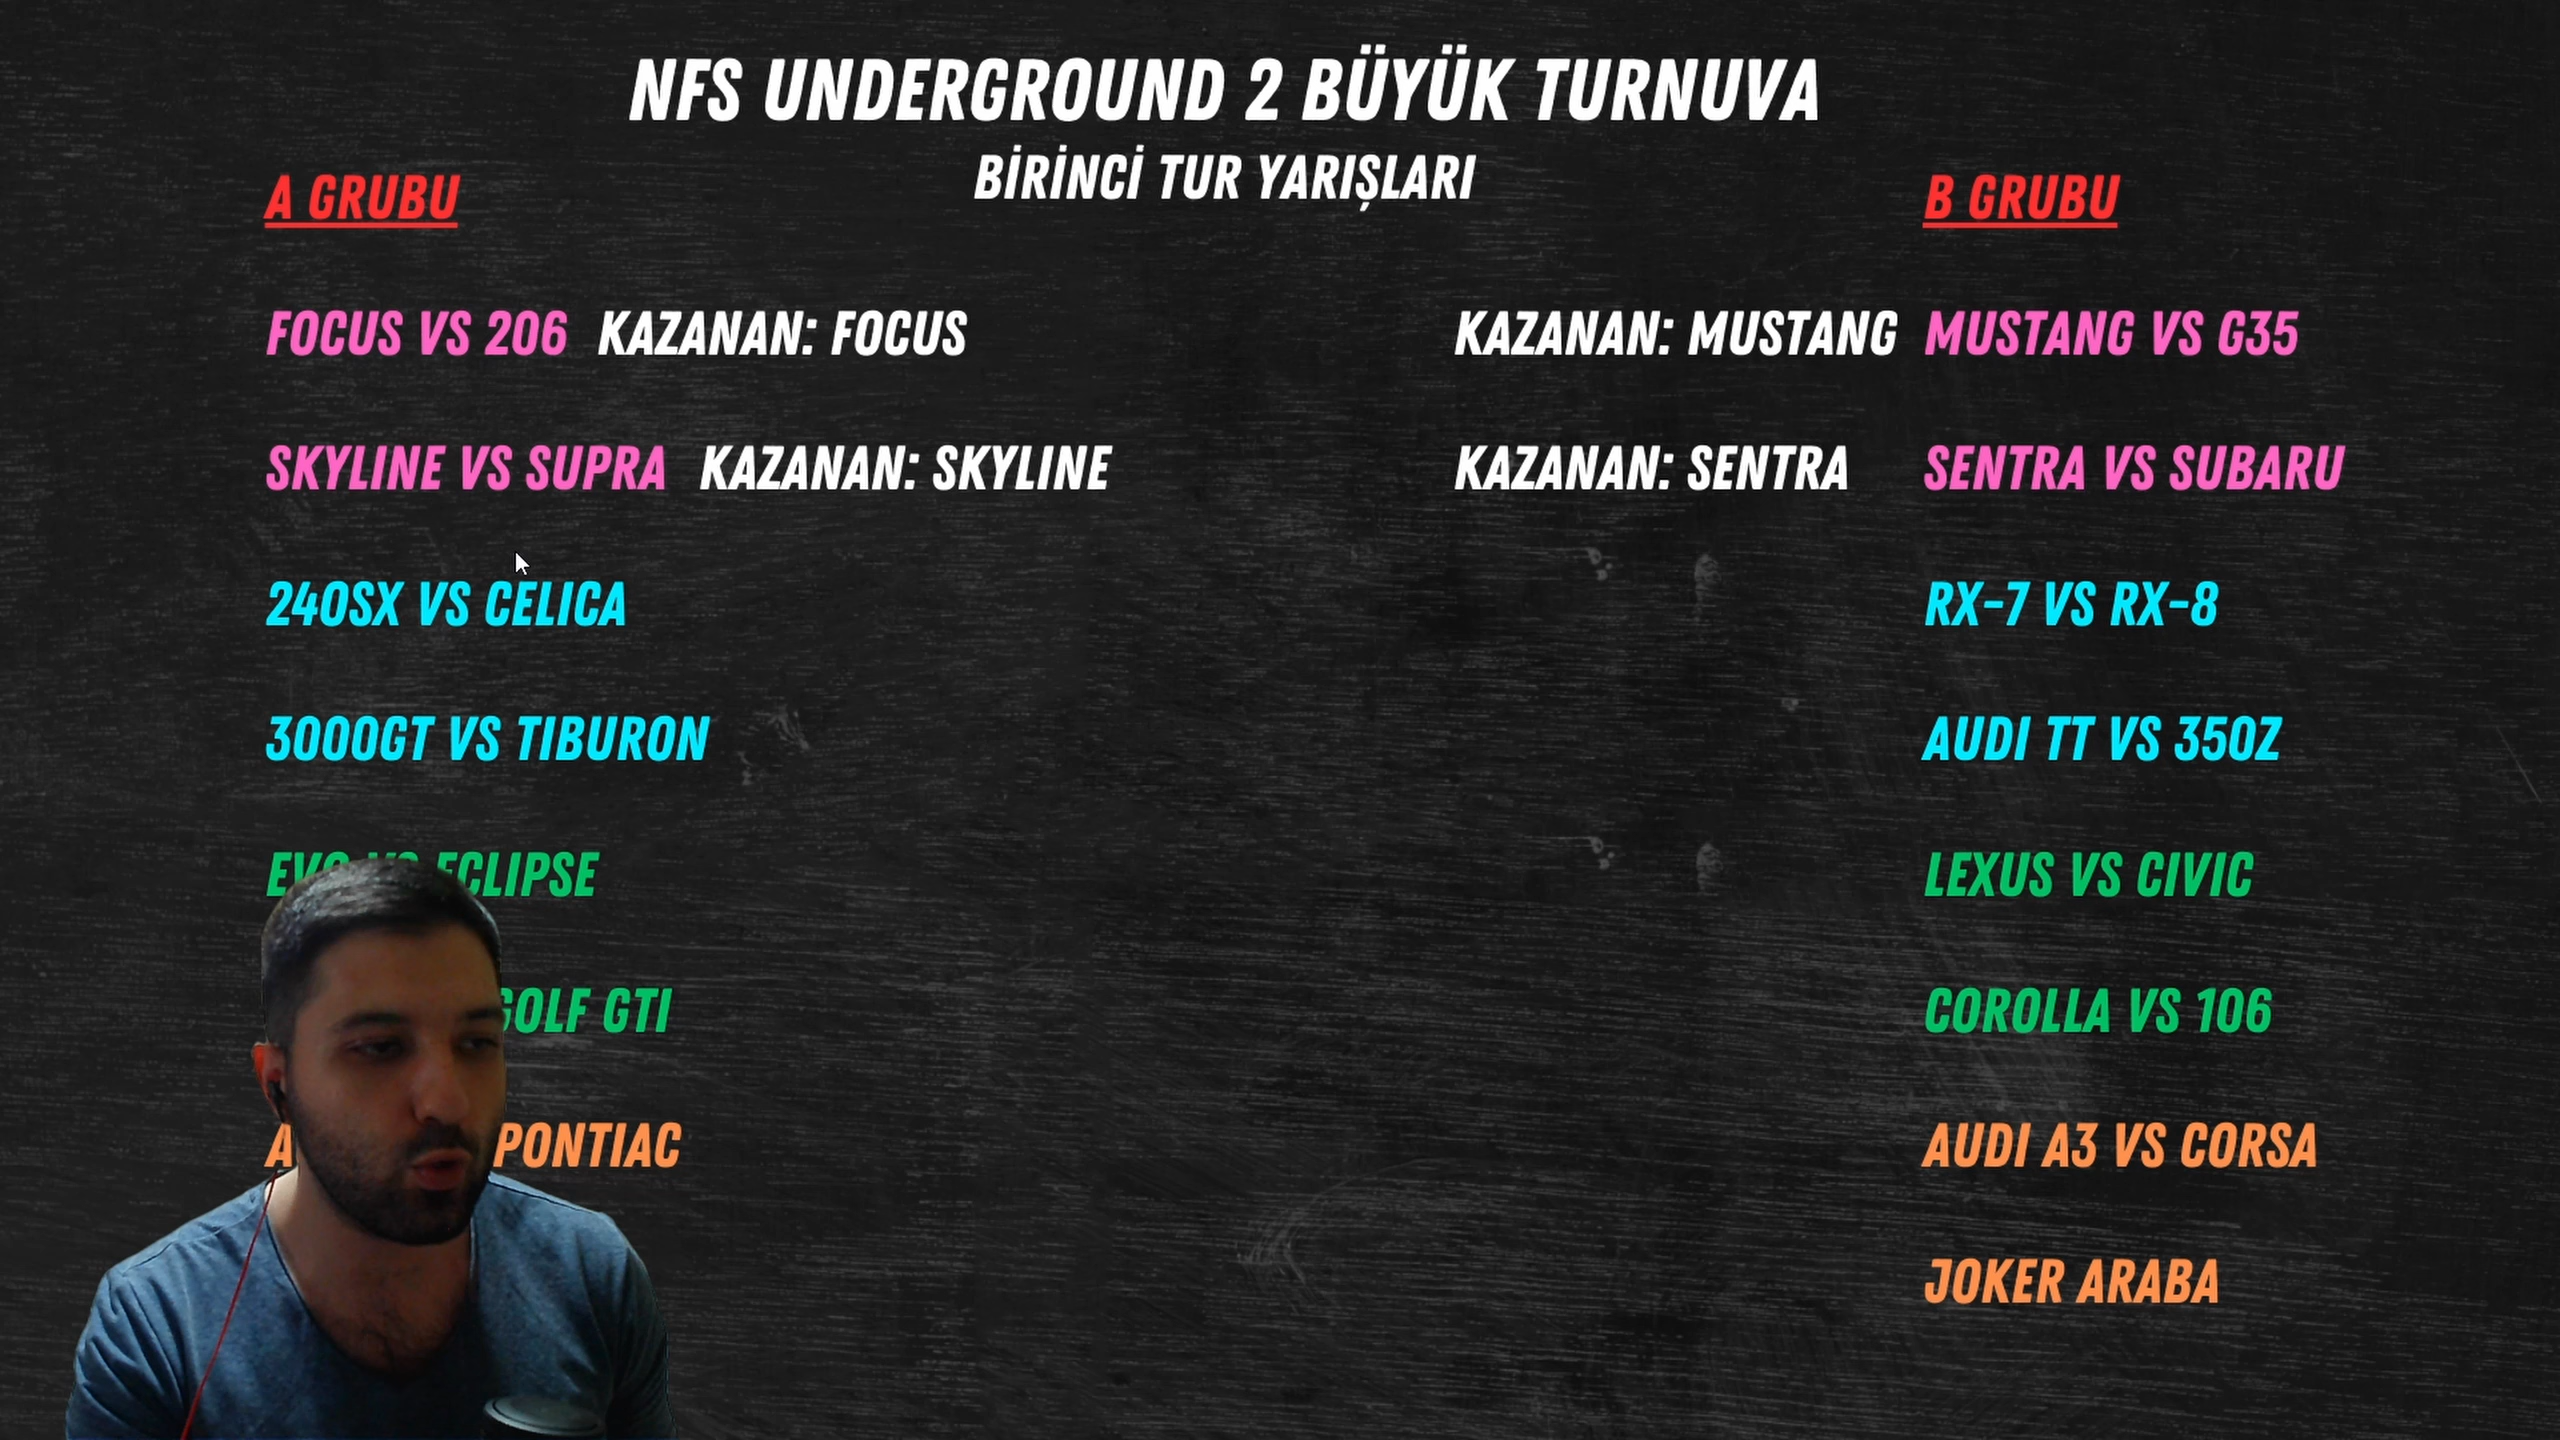 NFS UNDERGROUND 2 BÜYÜK TURNUVA
BİRİNCİ TUR YARIŞLARI
A GRUBU
FOCUS VS 206 KAZANAN: FOCUS
SKYLINE VS SUPRA KAZANAN: SKYLINE
240SX VS CELICA
3000GT VS TIBURON
ECLIPSE
GOLF GTI
PONTIAC
B GRUBU
KAZANAN: MUSTANG MUSTANG VS G35
KAZANAN: SENTRA SENTRA VS SUBARU
RX-7 VS RX-8
AUDI TT VS 350Z
LEXUS VS CIVIC
COROLLA VS 106
AUDI A3 VS CORSA
JOKER ARABA